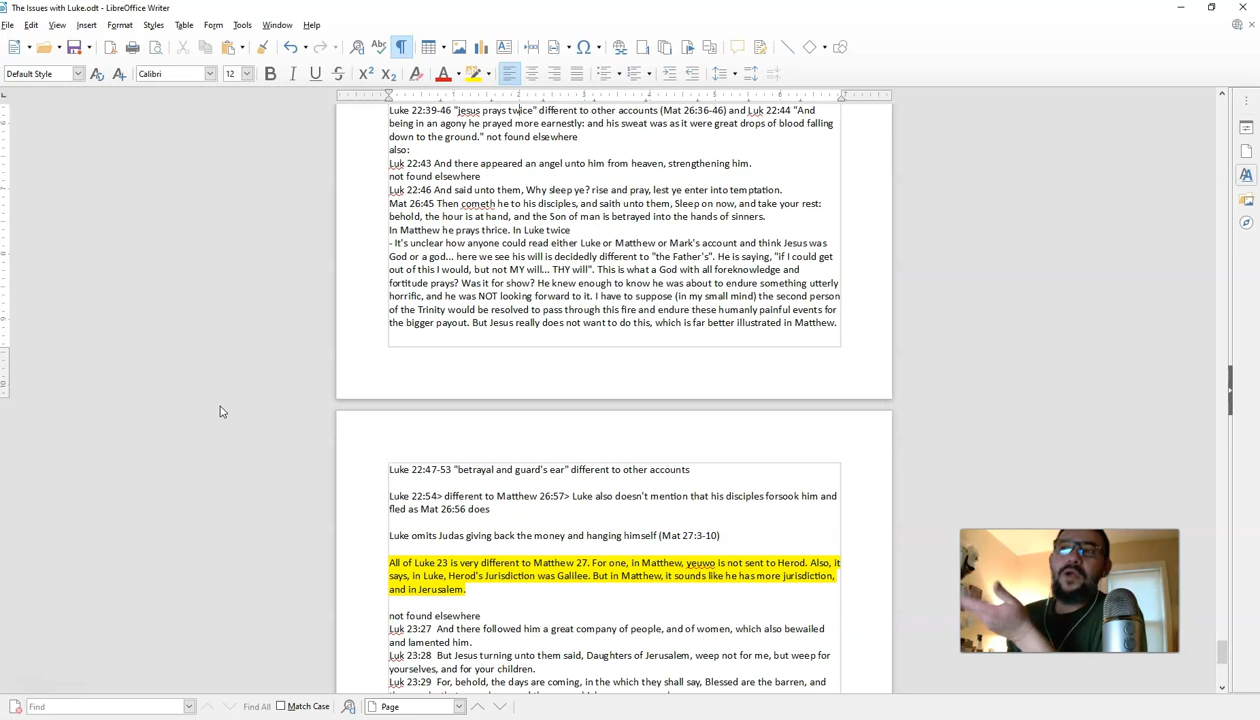 The Issues with Luke.odt - LibreOffice Writer
File Edit View Insert Format Styles Table Form Tools Window Help
Default Style Calibri 12
1 2 3 4 5 6 7
Luke 22:39-46 "jesus prays twice" different to other accounts (Mat 26:36-46) and Luk 22:44 "And
being in an agony he prayed more earnestly: and his sweat was as it were great drops of blood falling
down to the ground." not found elsewhere
also:
Luk 22:43 And there appeared an angel unto him from heaven, strengthening him.
not found elsewhere
Luk 22:46 And said unto them, Why sleep ye? rise and pray, lest ye enter into temptation.
Mat 26:45 Then cometh he to his disciples, and saith unto them, Sleep on now, and take your rest:
behold, the hour is at hand, and the Son of man is betrayed into the hands of sinners.
In Matthew he prays thrice. In Luke twice
- It's unclear how anyone could read either Luke or Matthew or Mark's account and think Jesus was
God or a god... here we see his will is decidedly different to "the Father's". He is saying, "if I could get
out of this I would, but not MY will... THY will". This is what a God with all foreknowledge and
fortitude prays? Was it for show? He knew enough to know he was about to endure something utterly
horrific, and he was NOT looking forward to it. I have to suppose (in my small mind) the second person
of the Trinity would be resolved to pass through this fire and endure these humanly painful events for
the bigger payout. But Jesus really does not want to do this, which is far better illustrated in Matthew.
Luke 22:47-53 "betrayal and guard's ear" different to other accounts
Luke 22:54> different to Matthew 26:57> Luke also doesn't mention that his disciples forsook him and
fled as Mat 26:56 does
Luke omits Judas giving back the money and hanging himself (Mat 27:3-10)
All of Luke 23 is very different to Matthew 27. For one, in Matthew, yeuwo is not sent to Herod. Also, it
says, in Luke, Herod's Jurisdiction was Galilee. But in Matthew, it sounds like he has more jurisdiction,
and in Jerusalem.
not found elsewhere
Luk 23:27 And there followed him a great company of people, and of women, which also bewailed
and lamented him.
Luk 23:28 But Jesus turning unto them said, Daughters of Jerusalem, weep not for me, but weep for
yourselves, and for your children.
Luk 23:29 For, behold, the days are coming, in the which they shall say, Blessed are the barren, and
Find Find All Match Case Page